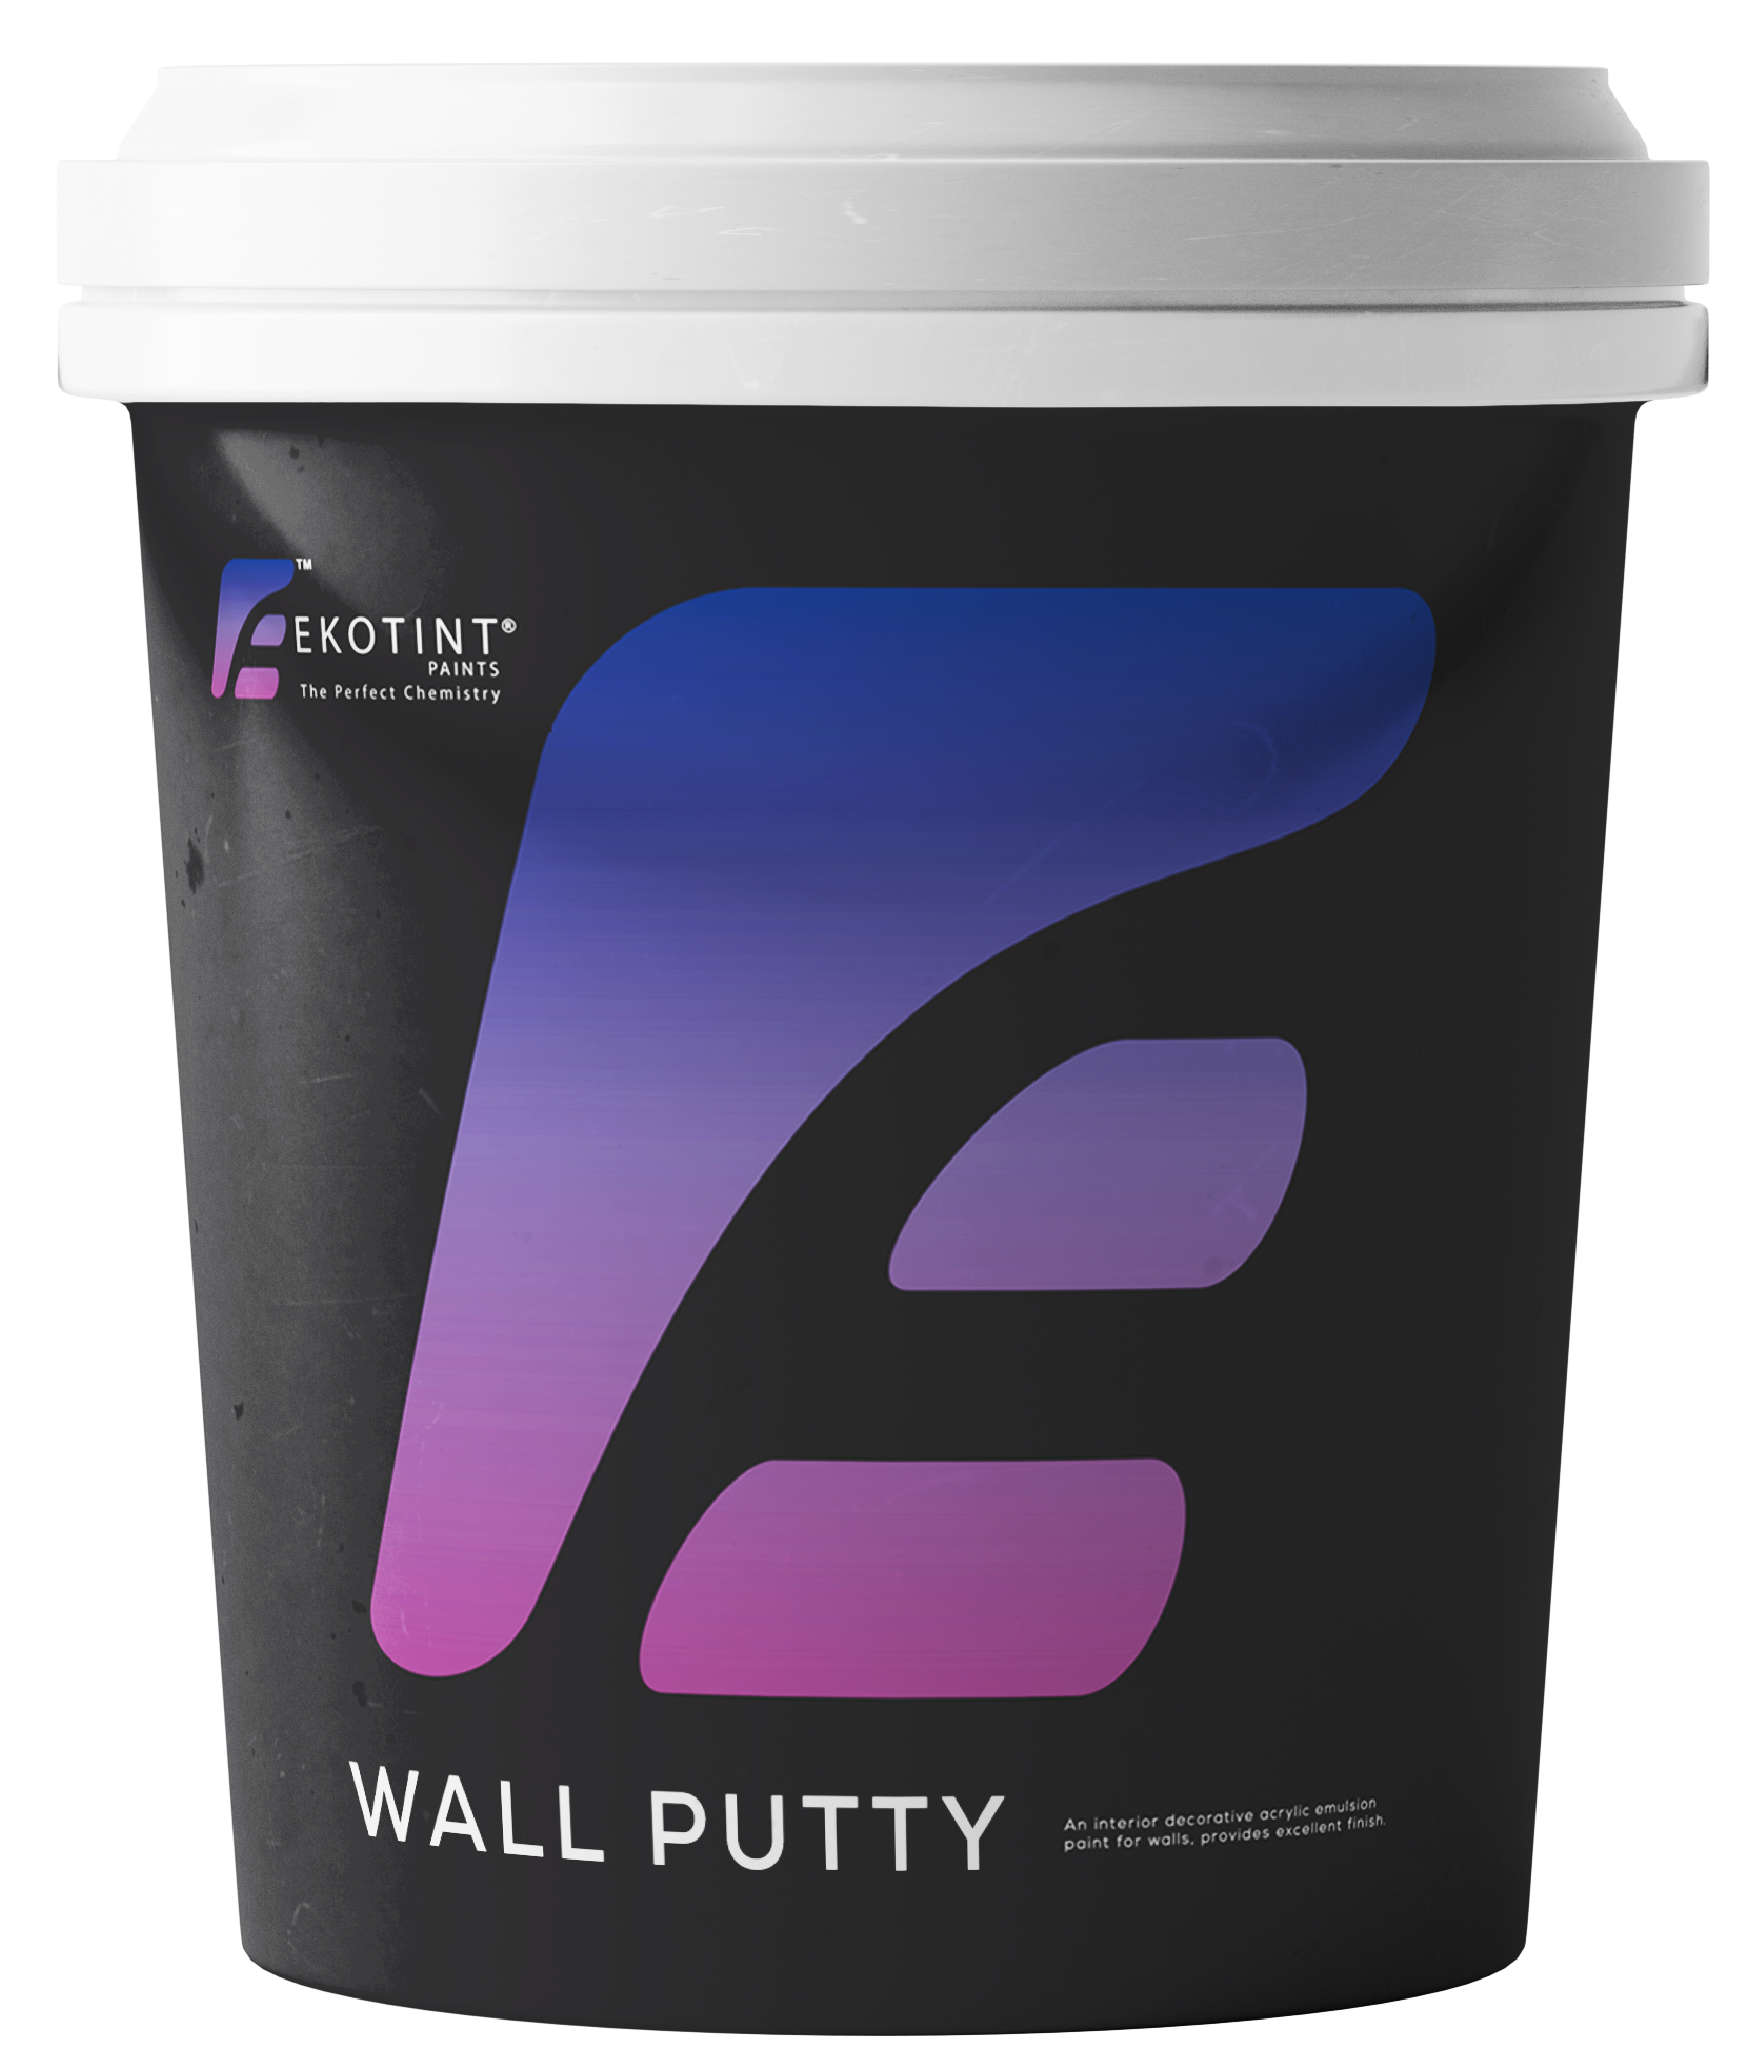 TM
EKOTINT®
PAINTS
The Perfect Chemistry
WALL PUTTY
An interior decorative acrylic emulsion
paint for walls, provides excellent finish.